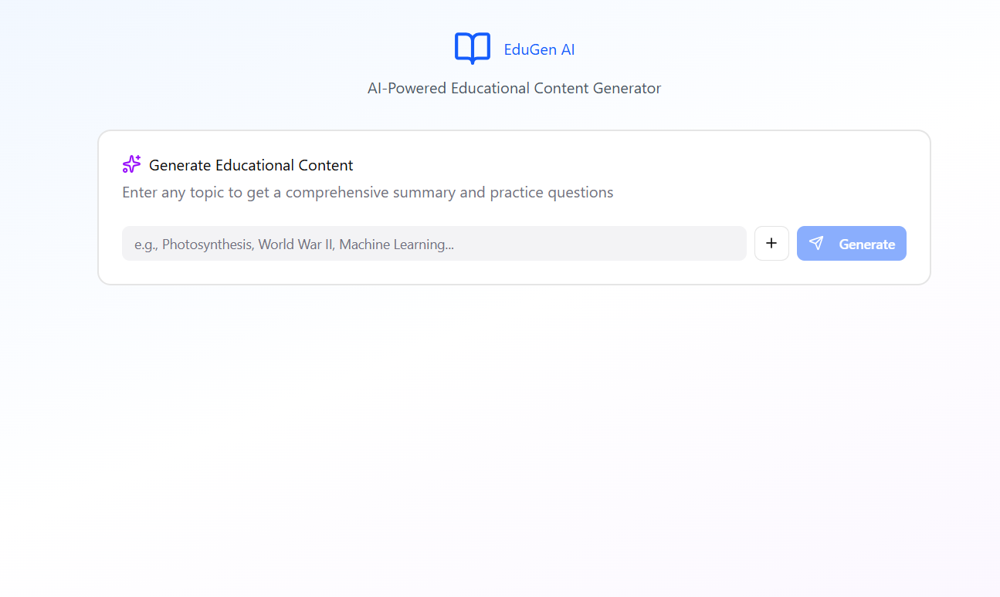 EduGen AI
AI-Powered Educational Content Generator
Generate Educational Content
Enter any topic to get a comprehensive summary and practice questions
e.g., Photosynthesis, World War II, Machine Learning...
+
Generate